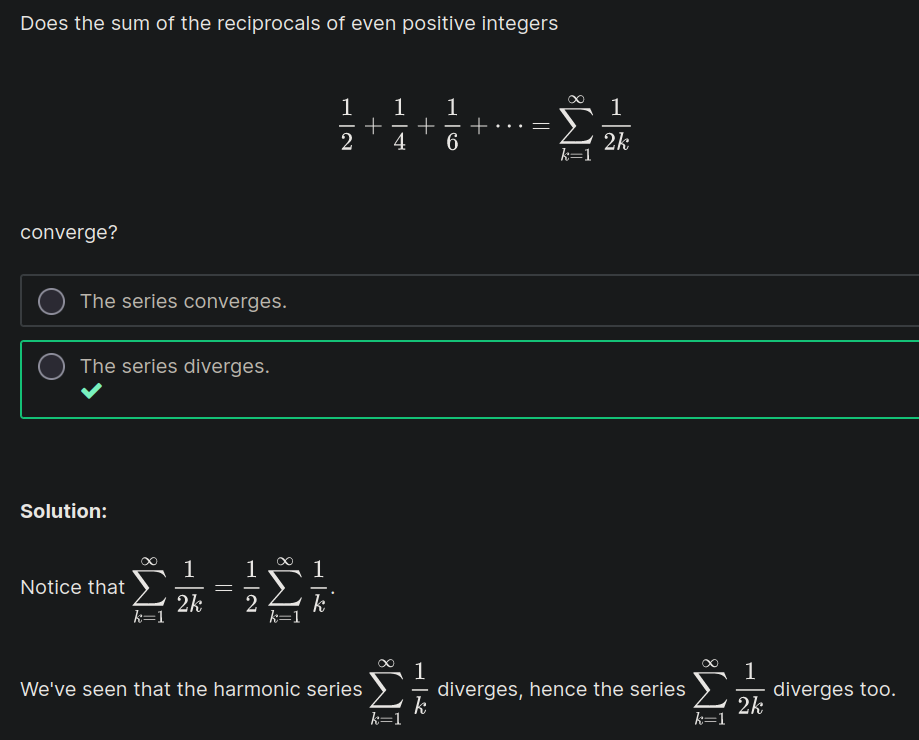 Does the sum of the reciprocals of even positive integers
$\frac{1}{2} + \frac{1}{4} + \frac{1}{6} + \cdots = \sum_{k=1}^{\infty} \frac{1}{2k}$
converge?
The series converges.
The series diverges.
Solution:
Notice that $\sum_{k=1}^{\infty} \frac{1}{2k} = \frac{1}{2} \sum_{k=1}^{\infty} \frac{1}{k}.$
We've seen that the harmonic series $\sum_{k=1}^{\infty} \frac{1}{k}$ diverges, hence the series $\sum_{k=1}^{\infty} \frac{1}{2k}$ diverges too.